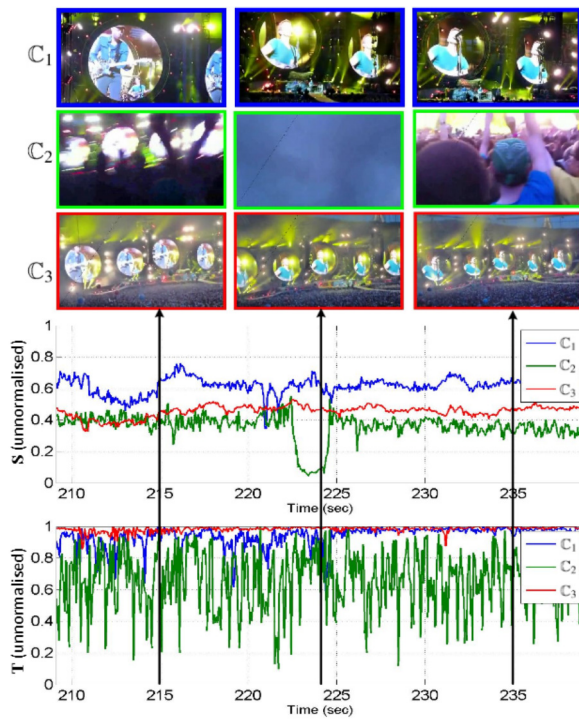 ℂ₁
ℂ₂
ℂ₃
S (unnormalised)
1
0.8
0.6
0.4
0.2
0
ℂ₁
ℂ₂
ℂ₃
210 215 220 225 230 235
Time (sec)
T (unnormalised)
1
0.8
0.6
0.4
0.2
0
ℂ₁
ℂ₂
ℂ₃
210 215 220 225 230 235
Time (sec)